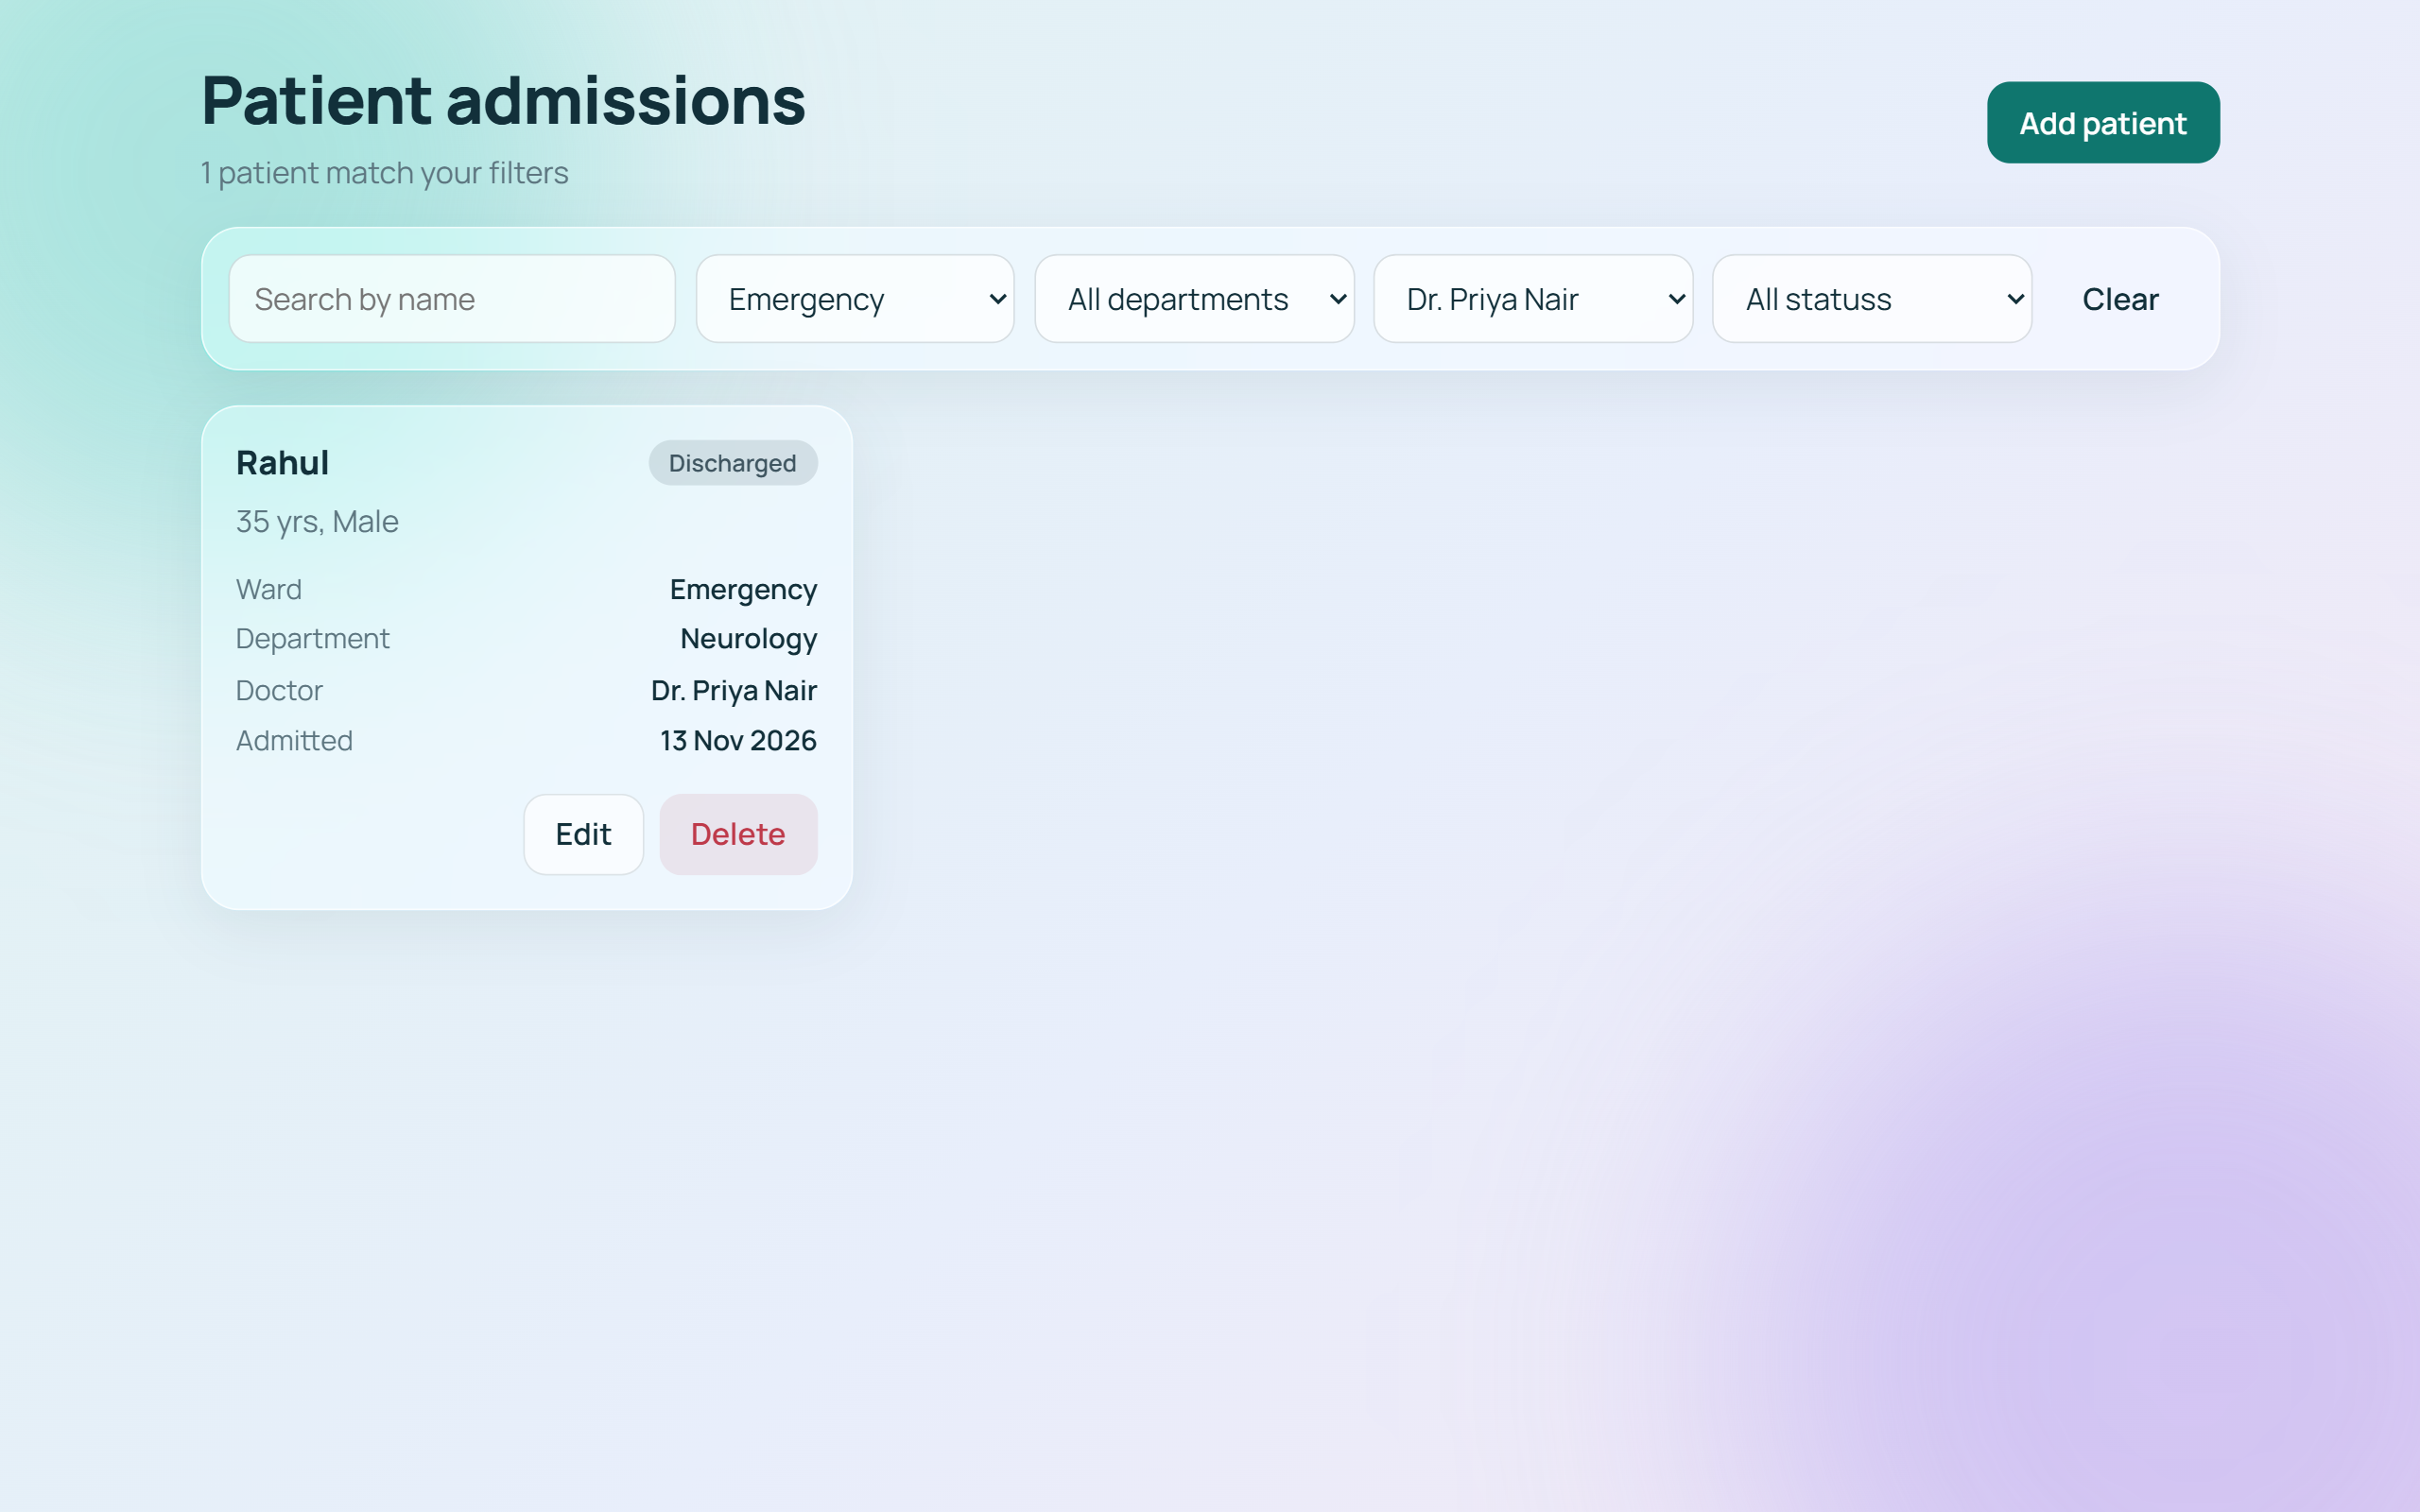 Patient admissions
Add patient
1 patient match your filters
Search by name
Emergency
All departments
Dr. Priya Nair
All statuss
Clear
Rahul
Discharged
35 yrs, Male
Ward Emergency
Department Neurology
Doctor Dr. Priya Nair
Admitted 13 Nov 2026
Edit
Delete